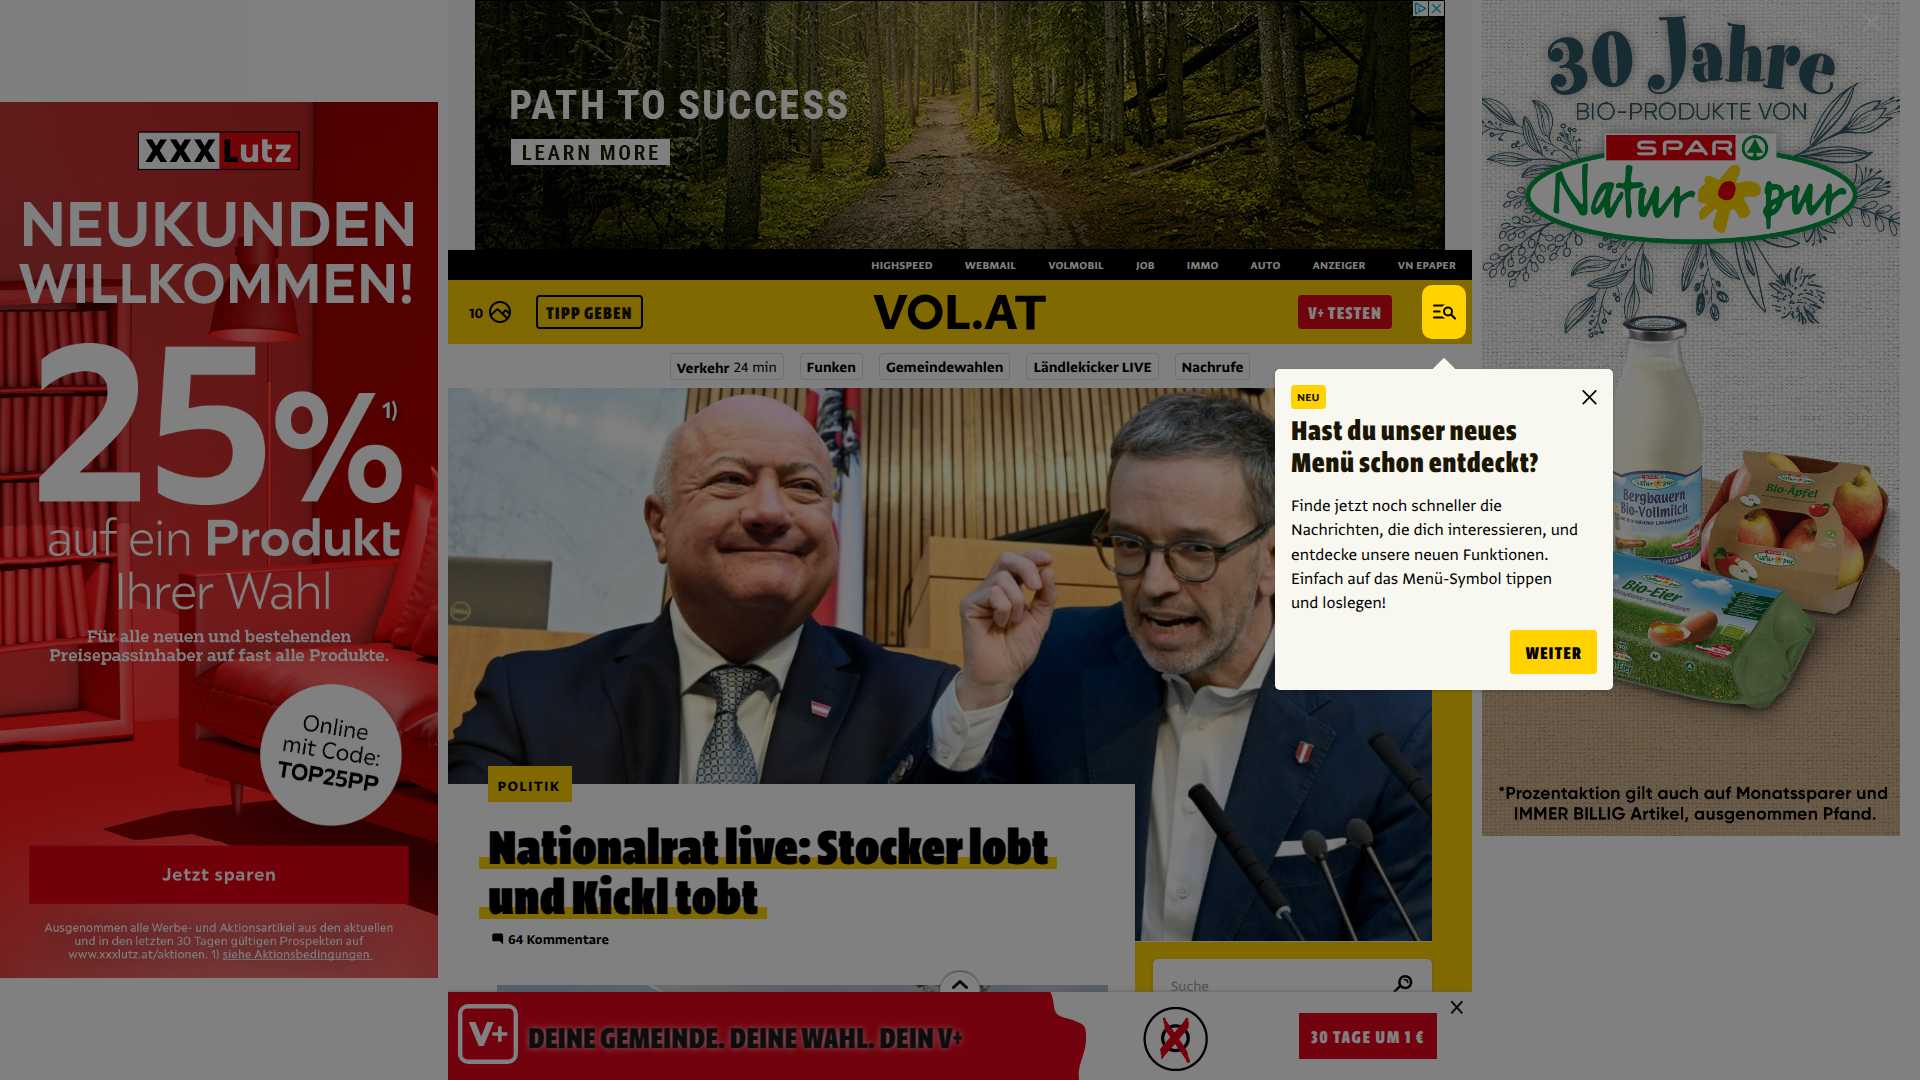 PATH TO SUCCESS
LEARN MORE
XXXLutz
NEUKUNDEN
WILLKOMMEN!
25%1)
auf ein Produkt
Ihrer Wahl
Für alle neuen und bestehenden
Preisepassinhaber auf fast alle Produkte.
Online
mit Code:
TOP25PP
Jetzt sparen
Ausgenommen alle Werbe- und Aktionsartikel aus den aktuellen
und in den letzten 30 Tagen gültigen Prospekten auf
www.xxxlutz.at/aktionen. 1) siehe Aktionsbedingungen
HIGHSPEED WEBMAIL VOLMOBIL JOB IMMO AUTO ANZEIGER VN EPAPER
10 TIPP GEBEN VOL.AT V+ TESTEN
Verkehr 24 min Funken Gemeindewahlen Ländlekicker LIVE Nachrufe
NEU
Hast du unser neues
Menü schon entdeckt?
Finde jetzt noch schneller die
Nachrichten, die dich interessieren, und
entdecke unsere neuen Funktionen.
Einfach auf das Menü-Symbol tippen
und loslegen!
WEITER
POLITIK
Nationalrat live: Stocker lobt
und Kickl tobt
64 Kommentare
Suche
V+ DEINE GEMEINDE. DEINE WAHL. DEIN V+
30 TAGE UM 1 €
30 Jahre
BIO-PRODUKTE VON
SPAR
Natur pur
Bergbauern
Bio-Vollmilch
Bio-Äpfel
Natur pur
Bio-Eier
*Prozentaktion gilt auch auf Monatssparer und
IMMER BILLIG Artikel, ausgenommen Pfand.